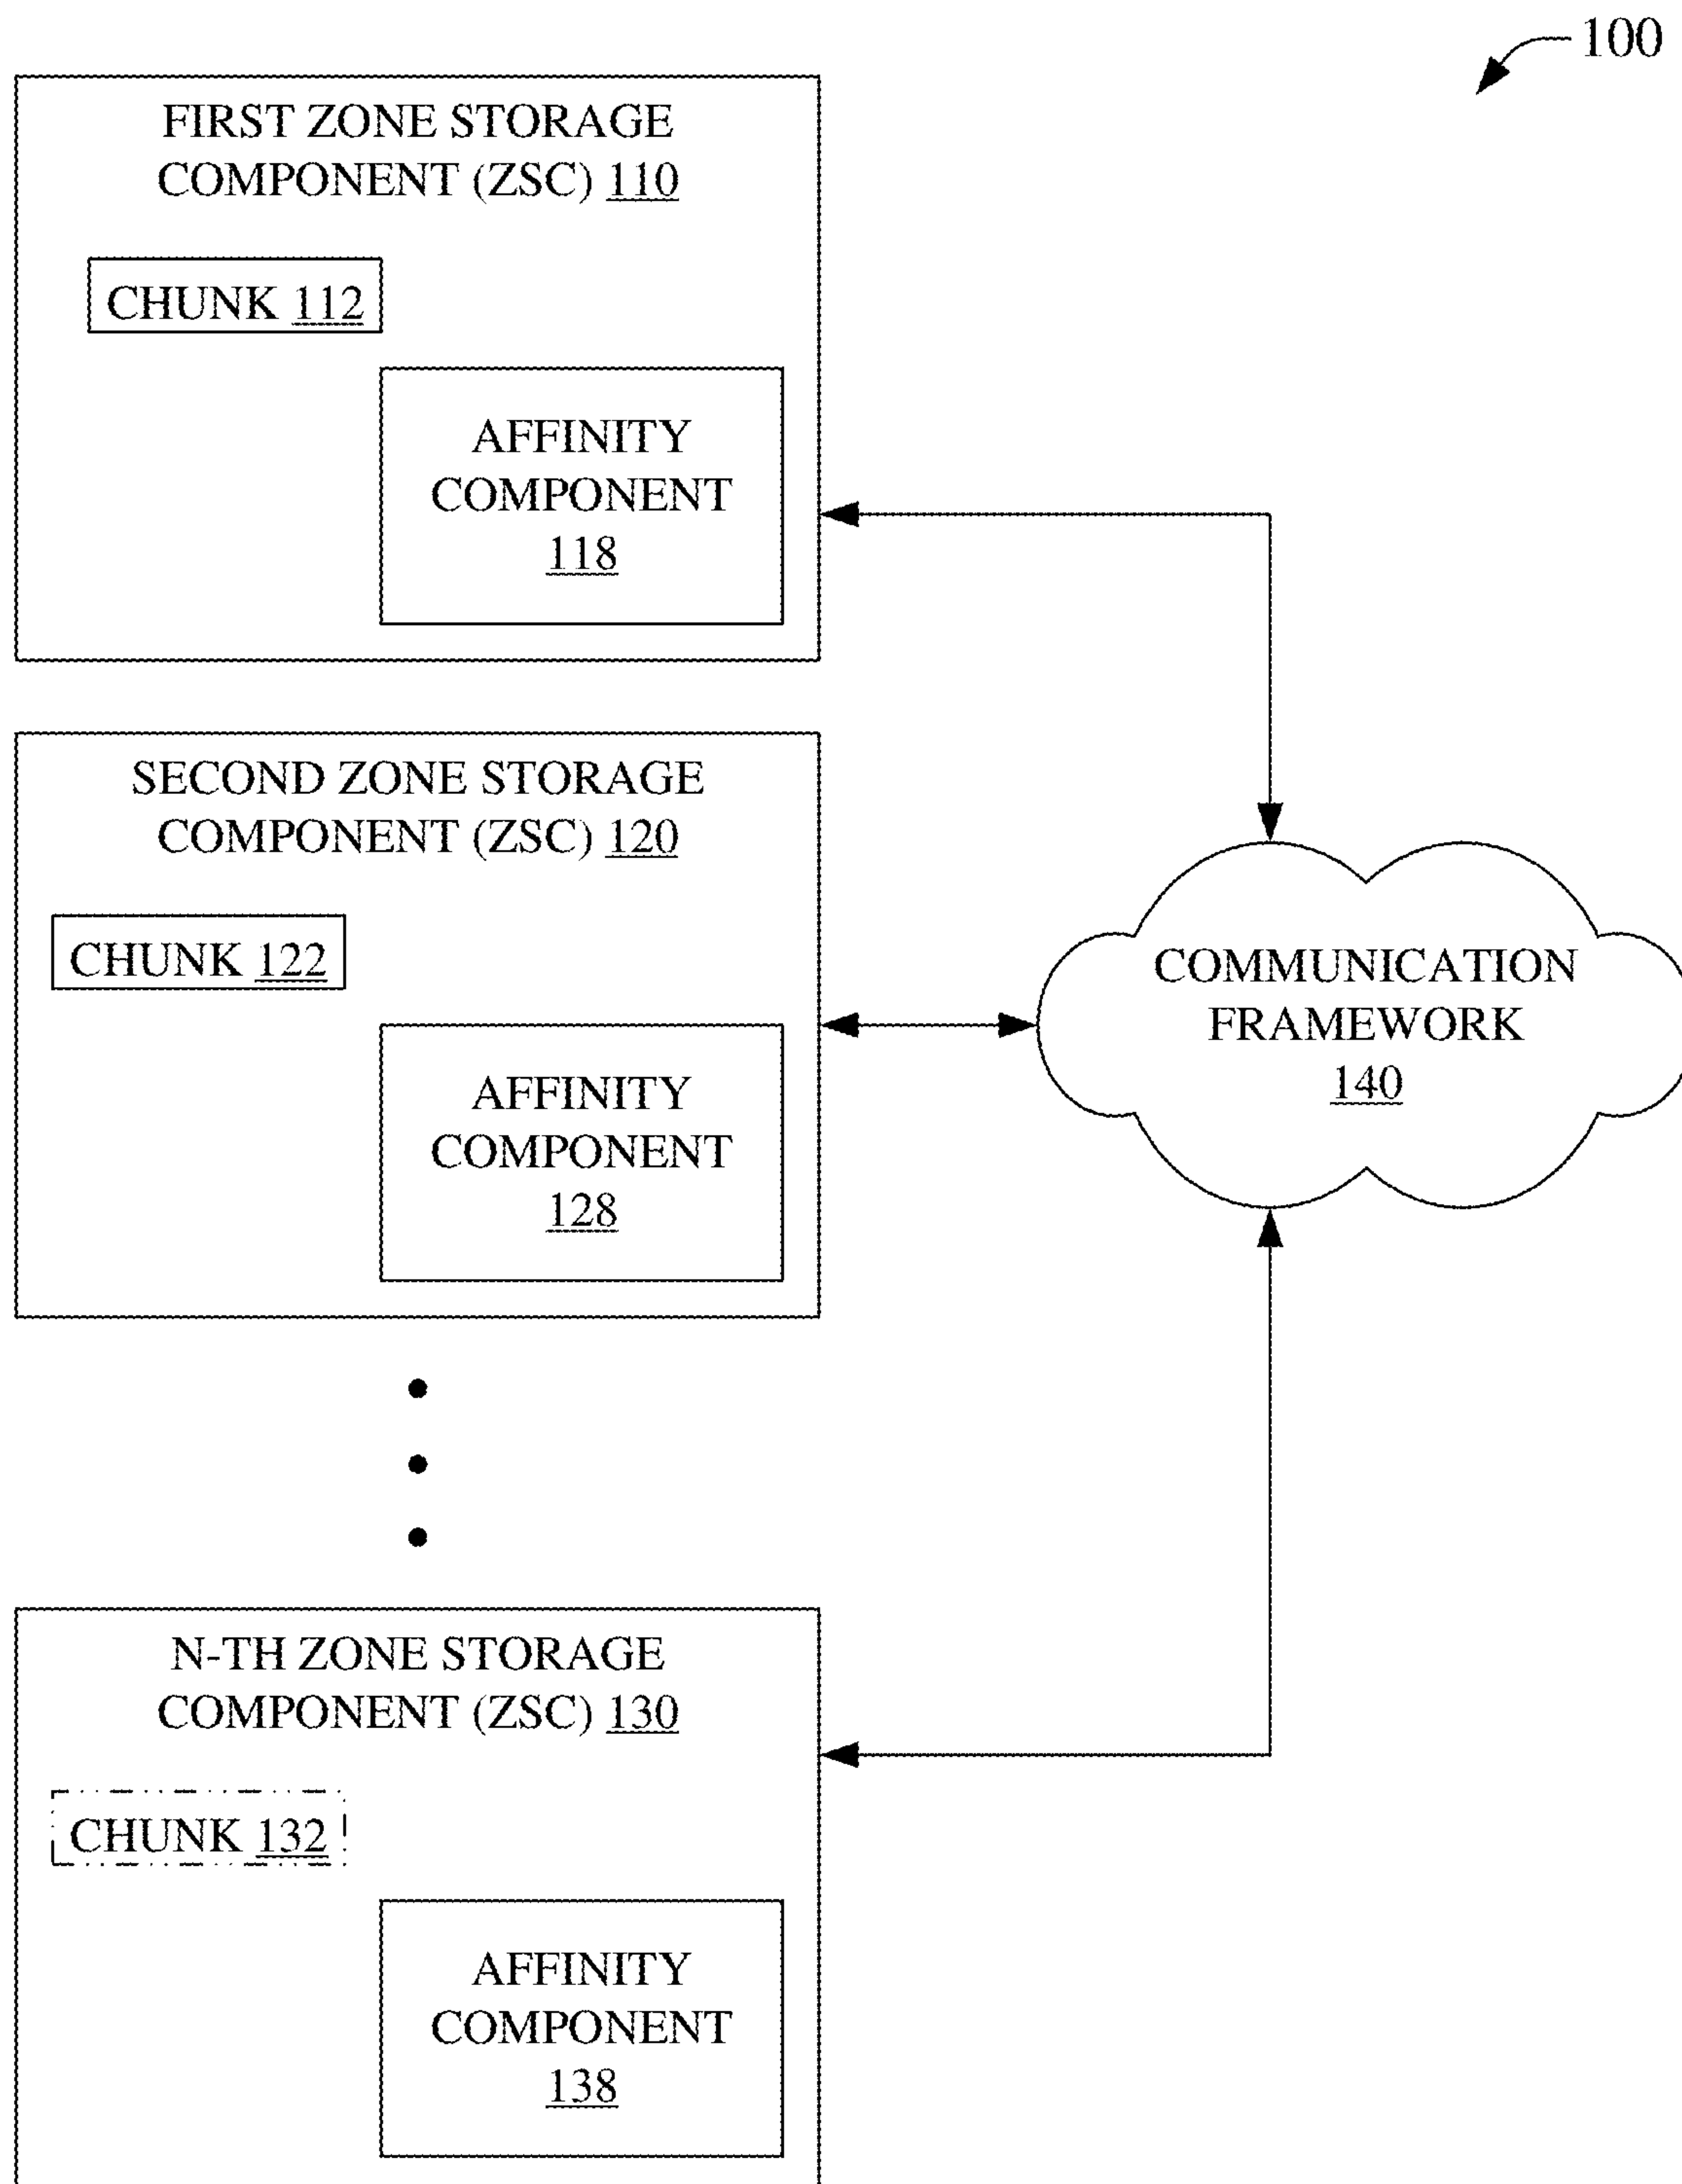 100
FIRST ZONE STORAGE
COMPONENT (ZSC) 110
CHUNK 112
AFFINITY
COMPONENT
118
SECOND ZONE STORAGE
COMPONENT (ZSC) 120
CHUNK 122
AFFINITY
COMPONENT
128
COMMUNICATION
FRAMEWORK
140
N-TH ZONE STORAGE
COMPONENT (ZSC) 130
CHUNK 132
AFFINITY
COMPONENT
138